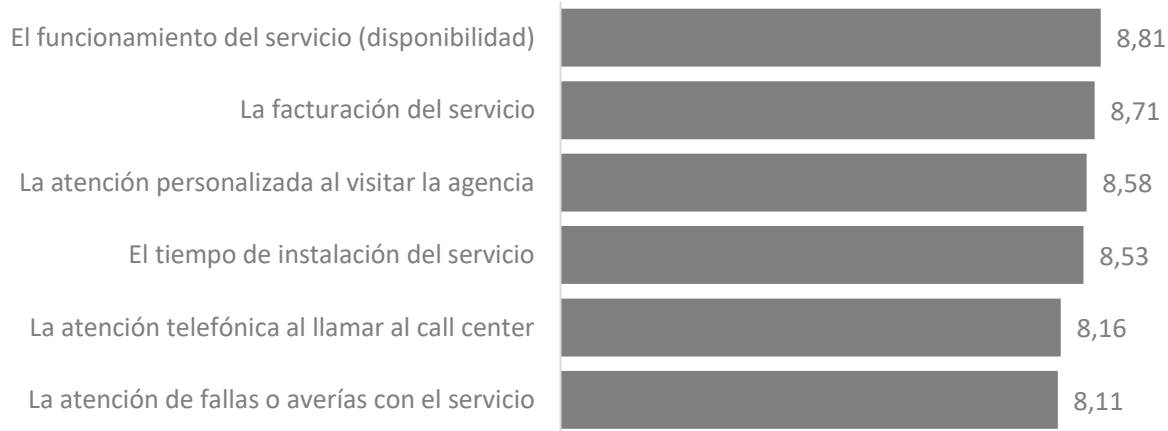 El funcionamiento del servicio (disponibilidad) 8,81
La facturación del servicio 8,71
La atención personalizada al visitar la agencia 8,58
El tiempo de instalación del servicio 8,53
La atención telefónica al llamar al call center 8,16
La atención de fallas o averías con el servicio 8,11